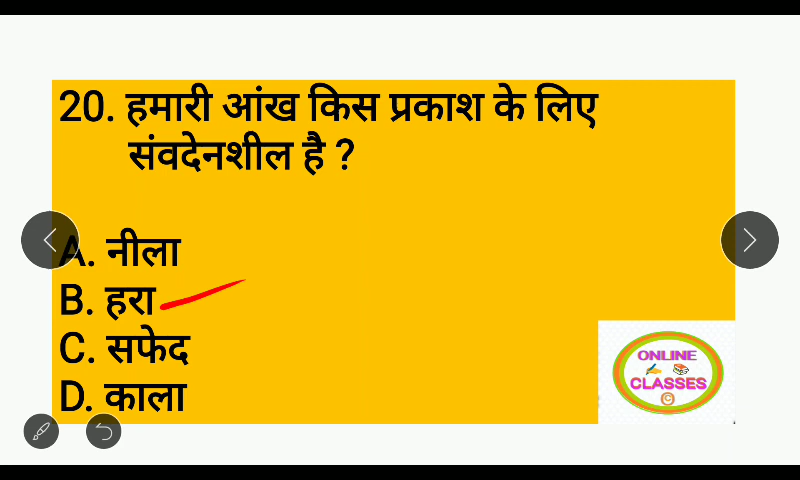 20. हमारी आंख किस प्रकाश के लिए
संवदेनशील है ?
A. नीला
B. हरा
C. सफेद
D. काला
ONLINE
CLASSES
©